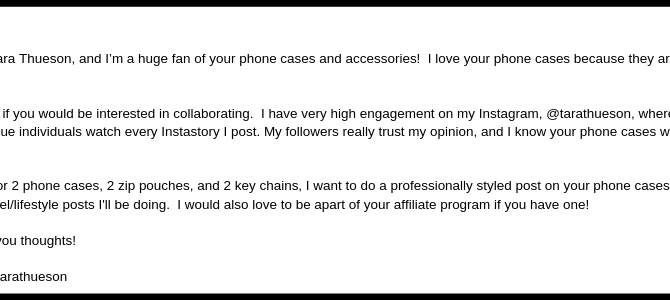 ara Thueson, and I'm a huge fan of your phone cases and accessories!  I love your phone cases because they ar
if you would be interested in collaborating.  I have very high engagement on my Instagram, @tarathueson, where
ue individuals watch every Instastory I post. My followers really trust my opinion, and I know your phone cases w
or 2 phone cases, 2 zip pouches, and 2 key chains, I want to do a professionally styled post on your phone cases
el/lifestyle posts I'll be doing.  I would also love to be apart of your affiliate program if you have one!
you thoughts!
arathueson